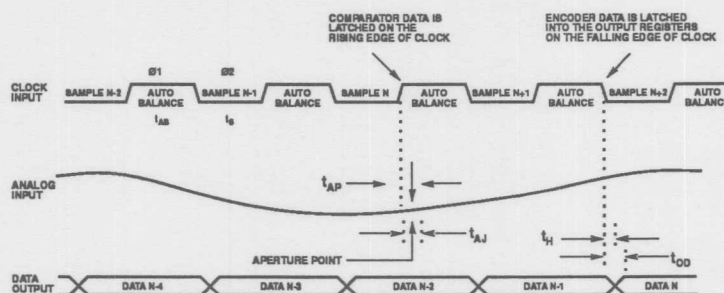 COMPARATOR DATA IS
LATCHED ON THE
RISING EDGE OF CLOCK
ENCODER DATA IS LATCHED
INTO THE OUTPUT REGISTERS
ON THE FALLING EDGE OF CLOCK
Ø1
Ø2
CLOCK
INPUT
SAMPLE N-2
AUTO
BALANCE
SAMPLE N-1
AUTO
BALANCE
SAMPLE N
AUTO
BALANCE
SAMPLE N+1
AUTO
BALANCE
SAMPLE N+2
AUTO
BALANCE
tAB
tS
ANALOG
INPUT
tAP
tAJ
APERTURE POINT
tH
tOD
DATA
OUTPUT
DATA N-4
DATA N-3
DATA N-2
DATA N-1
DATA N